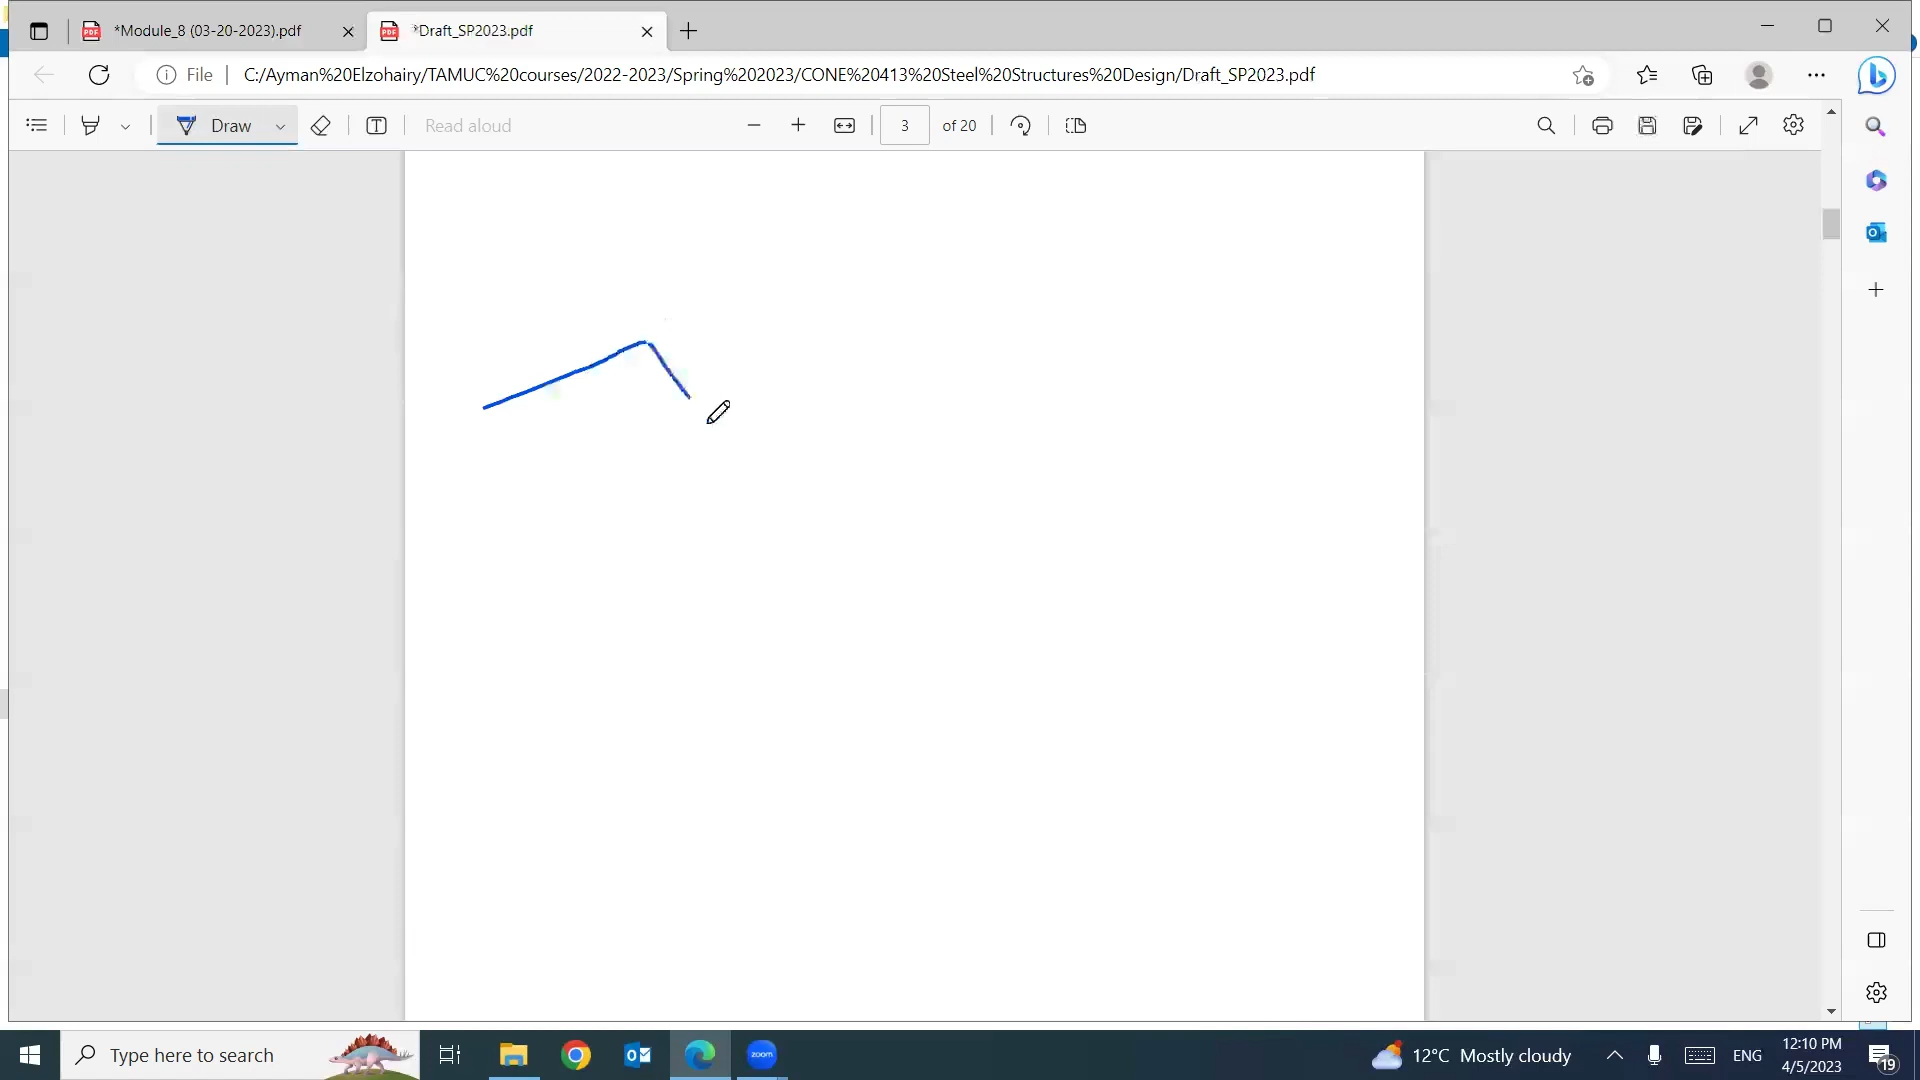 *Module_8 (03-20-2023).pdf
*Draft_SP2023.pdf
File
C:/Ayman%20Elzohairy/TAMUC%20courses/2022-2023/Spring%202023/CONE%20413%20Steel%20Structures%20Design/Draft_SP2023.pdf
Draw
Read aloud
3
of 20
Type here to search
zoom
12°C Mostly cloudy
ENG
12:10 PM
4/5/2023
19